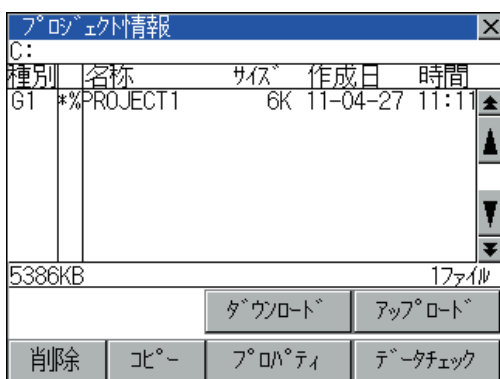 ﾌﾟﾛｼﾞｪｸﾄ情報 ×
C:
種別 名称 ｻｲｽﾞ 作成日 時間
G1 *%PROJECT1 6K 11-04-27 11:11
5386KB 1ﾌｧｲﾙ
ﾀﾞｳﾝﾛｰﾄﾞ ｱｯﾌﾟﾛｰﾄﾞ
削除 ｺﾋﾟｰ ﾌﾟﾛﾊﾟﾃｨ ﾃﾞｰﾀﾁｪｯｸ